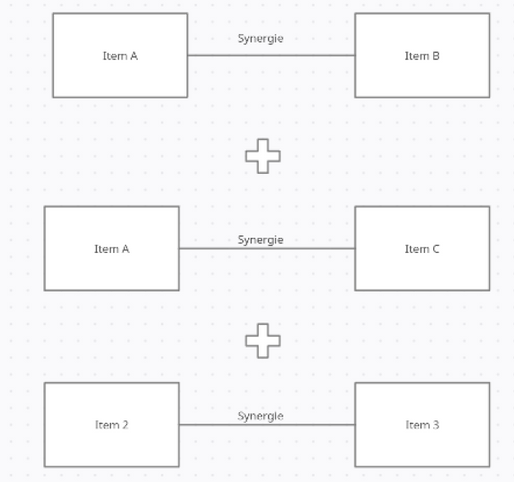 Synergie
Item A
Item B
Synergie
Item A
Item C
Synergie
Item 2
Item 3